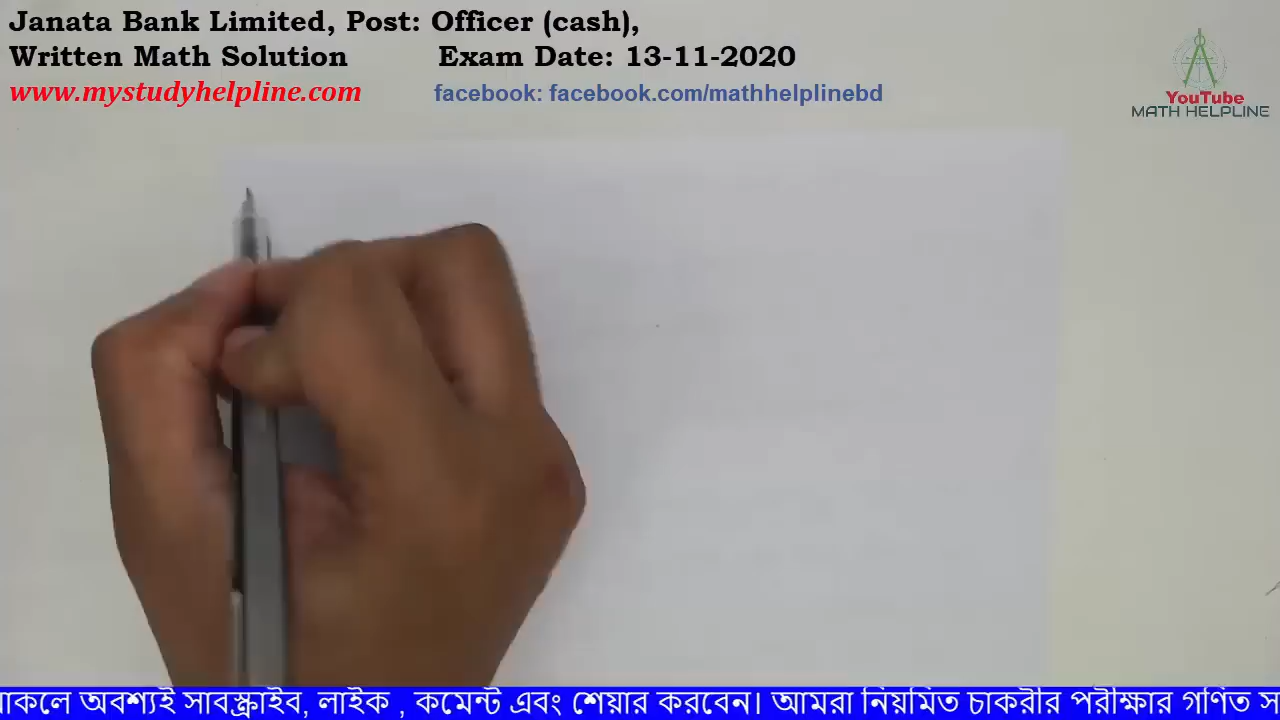 Janata Bank Limited, Post: Officer (cash),
Written Math Solution Exam Date: 13-11-2020
www.mystudyhelpline.com facebook: facebook.com/mathhelplinebd
YouTube
MATH HELPLINE
অবশ্যই সাবস্ক্রাইব, লাইক , কমেন্ট এবং শেয়ার করবেন। আমরা নিয়মিত চাকরীর পরীক্ষার গণিত